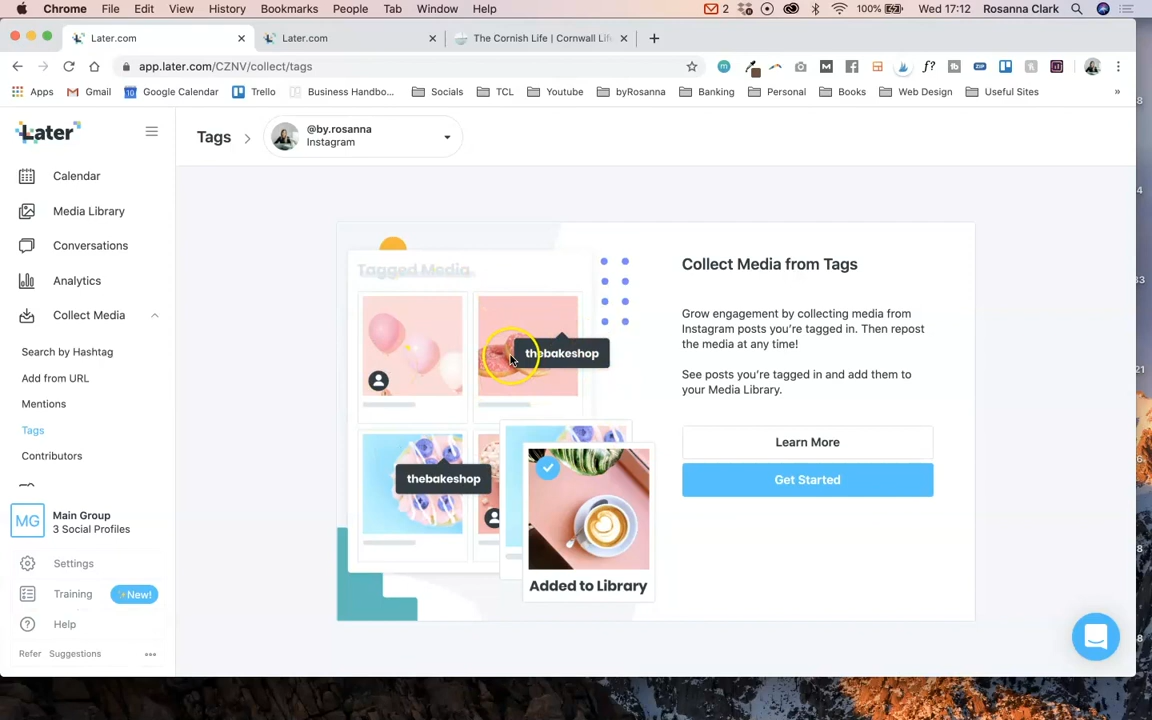 Chrome File Edit View History Bookmarks People Tab Window Help 2 100% Wed 17:12 Rosanna Clark
Later.com Later.com The Cornish Life | Cornwall Life
app.later.com/CZNV/collect/tags
Apps Gmail Google Calendar Trello Business Handbo... Socials TCL Youtube byRosanna Banking Personal Books Web Design Useful Sites »
Later
Tags
@by.rosanna
Instagram
Calendar
Media Library
Conversations
Analytics
Collect Media
Search by Hashtag
Add from URL
Mentions
Tags
Contributors
MG
Main Group
3 Social Profiles
Settings
Training New!
Help
Refer Suggestions
Tagged Media
thebakeshop
thebakeshop
Added to Library
Collect Media from Tags
Grow engagement by collecting media from
Instagram posts you’re tagged in. Then repost
the media at any time!
See posts you’re tagged in and add them to
your Media Library.
Learn More
Get Started